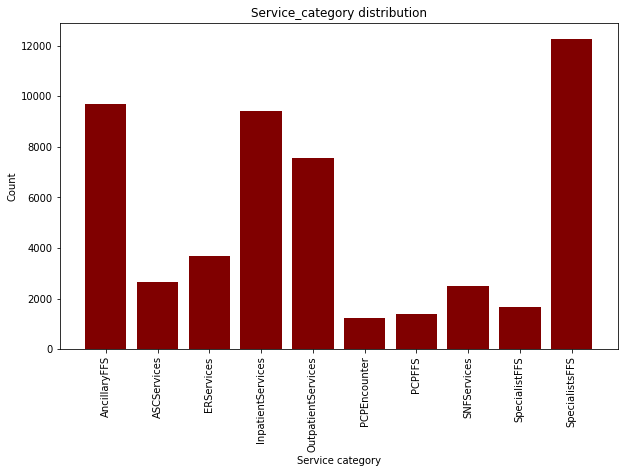 Service_category distribution
12000
10000
8000
6000
4000
2000
0
Count
AncillaryFFS
ASCServices
ERServices
InpatientServices
OutpatientServices
PCPEncounter
PCPFFS
SNFServices
SpecialistFFS
SpecialistsFFS
Service category